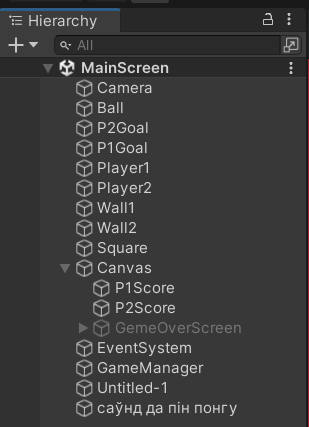 Hierarchy
All
MainScreen
Camera
Ball
P2Goal
P1Goal
Player1
Player2
Wall1
Wall2
Square
Canvas
P1Score
P2Score
GemeOverScreen
EventSystem
GameManager
Untitled-1
саўнд да пін понгу